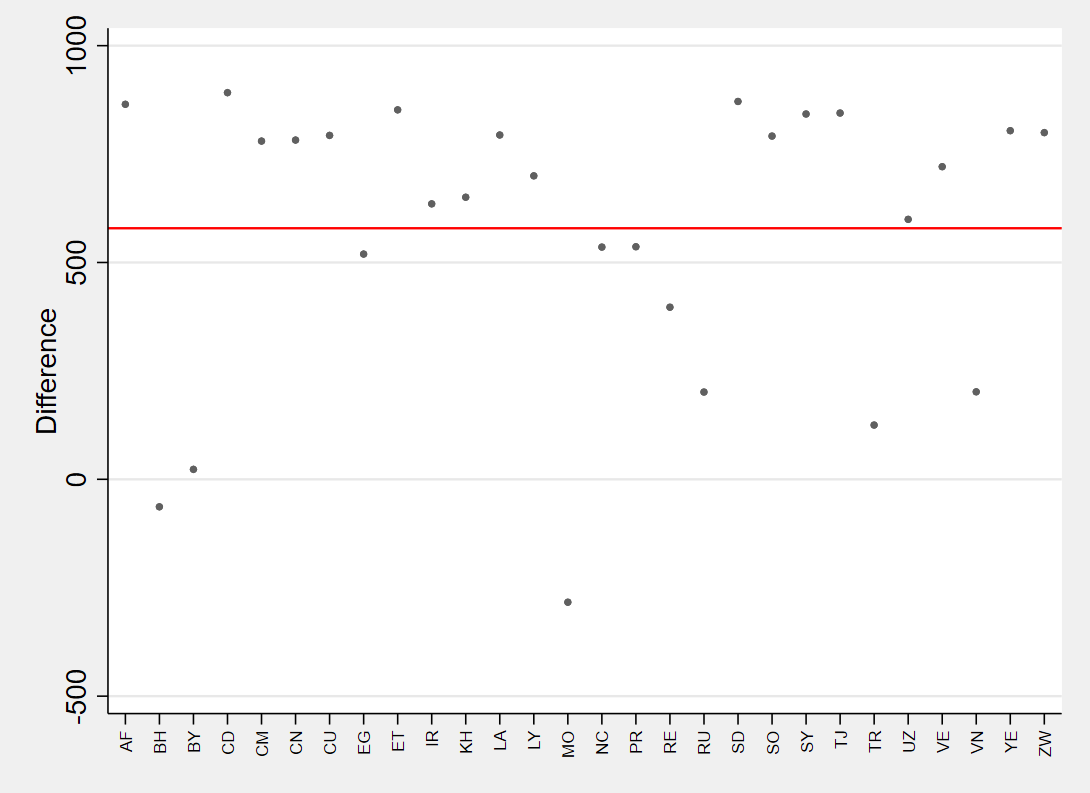 1000
500
0
-500
Difference
AF BH BY CD CM CN CU EG ET IR KH LA LY MO NC PR RE RU SD SO SY TJ TR UZ VE VN YE ZW